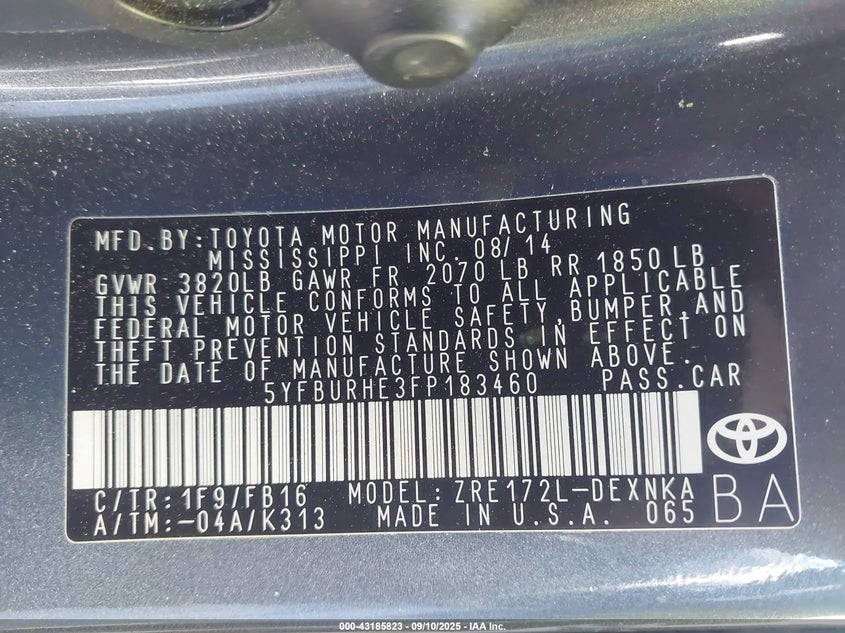 MFD. BY: TOYOTA MOTOR MANUFACTURING
MISSISSIPPI INC. 08/14
GVWR 3820LB GAWR FR 2070 LB RR 1850 LB
THIS VEHICLE CONFORMS TO ALL APPLICABLE
FEDERAL MOTOR VEHICLE SAFETY, BUMPER, AND
THEFT PREVENTION STANDARDS IN EFFECT ON
THE DATE OF MANUFACTURE SHOWN ABOVE.
5YFBURHE3FP183460 PASS. CAR
C/TR: 1F9/FB16 MODEL: ZRE172L-DEXNKA
A/TM: -04A/K313 MADE IN U.S.A. 065 BA
000-43185823 - 09/10/2025 - IAA Inc.